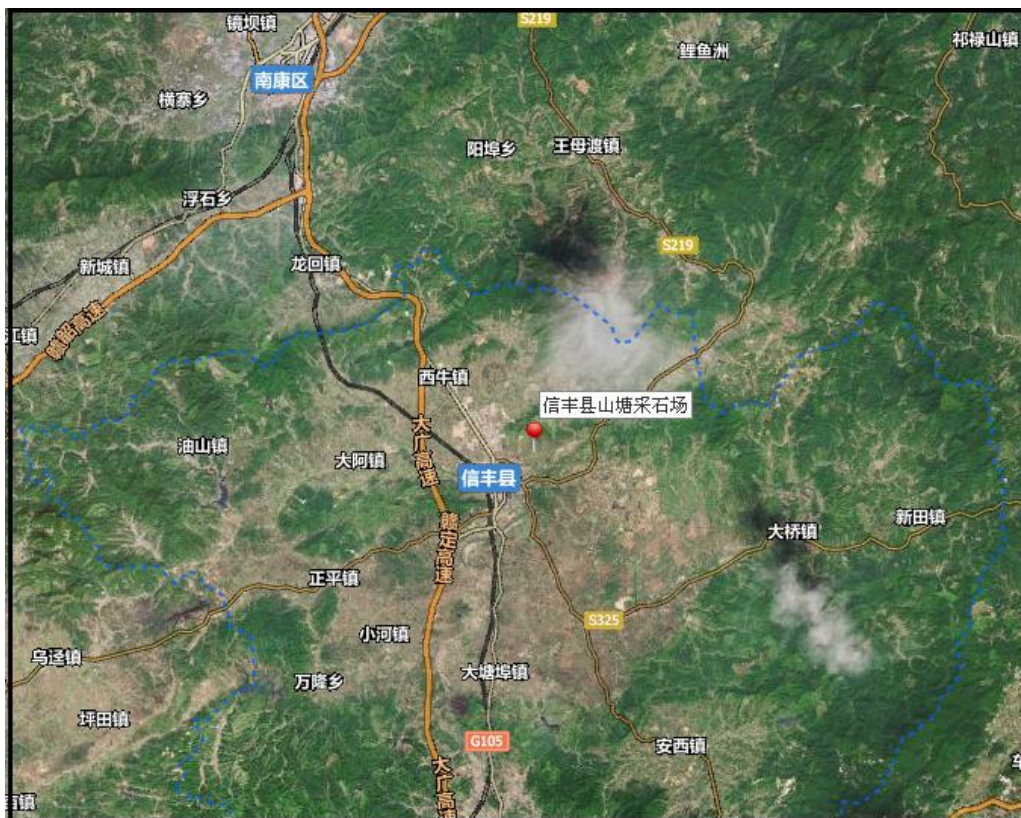 S219
镜坝镇
祁禄山镇
鲤鱼洲
南康区
横寨乡
阳埠乡
王母渡镇
浮石乡
S219
新城镇
龙回镇
江镇
赣韶高速
西牛镇
信丰县山塘采石场
大广高速
油山镇
大阿镇
信丰县
新田镇
大桥镇
赣定高速
正平镇
S325
小河镇
乌迳镇
大塘埠镇
万隆乡
坪田镇
G105
安西镇
大广高速